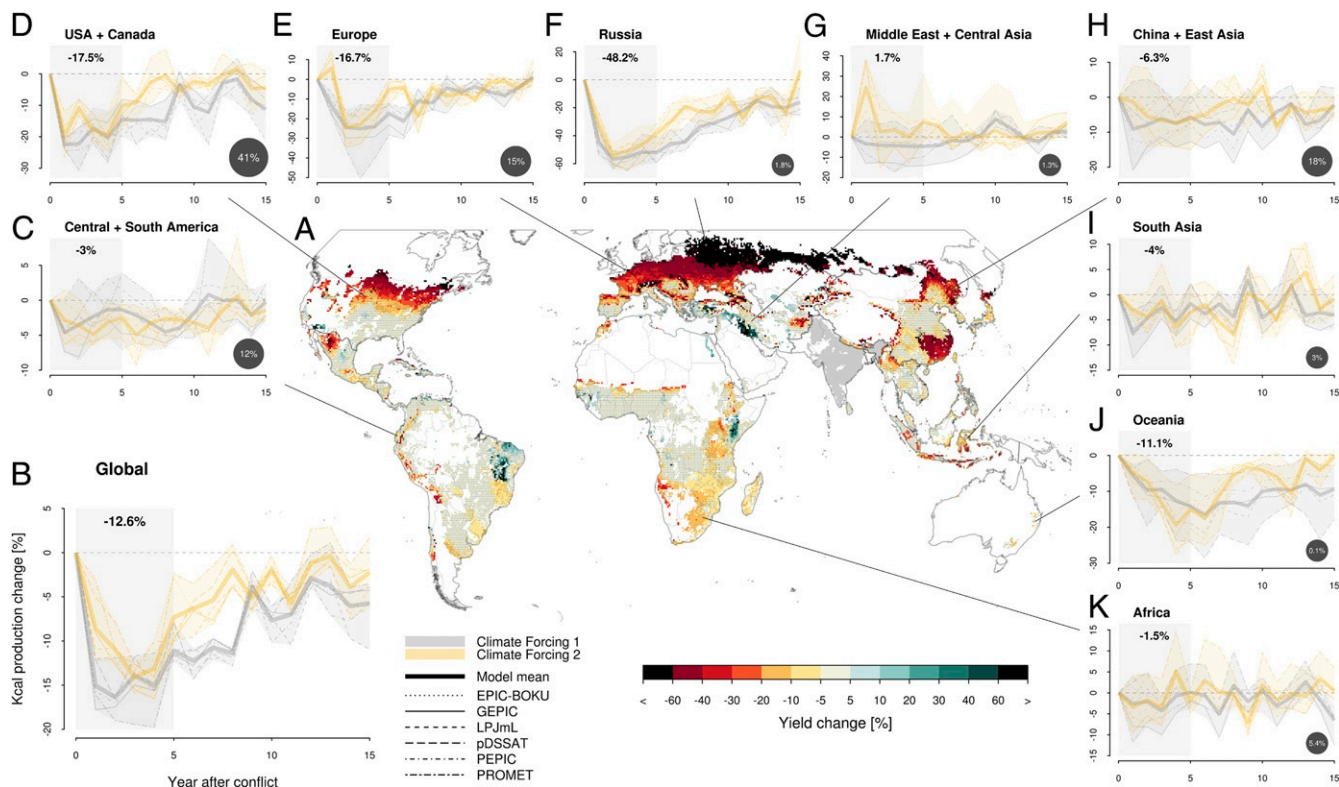 D
USA + Canada
-17.5%
0
-10
-20
-30
41%
0 5 10 15
E
Europe
-16.7%
10
0
-10
-20
-30
-40
-50
15%
0 5 10 15
F
Russia
-48.2%
20
0
-20
-40
-60
1.8%
0 5 10 15
G
Middle East + Central Asia
1.7%
40
30
20
10
0
-10
-20
1.3%
0 5 10 15
H
China + East Asia
-6.3%
10
5
0
-5
-10
-20
18%
0 5 10 15
C
Central + South America
-3%
5
0
-5
-10
12%
0 5 10 15
A
I
South Asia
-4%
10
5
0
-5
-10
-15
3%
0 5 10 15
B
Global
-12.6%
Kcal production change [%]
5
0
-5
-10
-15
-20
0 5 10 15
Year after conflict
Climate Forcing 1
Climate Forcing 2
Model mean
EPIC-BOKU
GEPIC
LPJmL
pDSSAT
PEPIC
PROMET
< -60 -40 -30 -20 -10 -5 5 10 20 30 40 60 >
Yield change [%]
J
Oceania
-11.1%
0
-10
-20
-30
0.1%
0 5 10 15
K
Africa
-1.5%
15
10
5
0
-5
-10
-15
5.4%
0 5 10 15